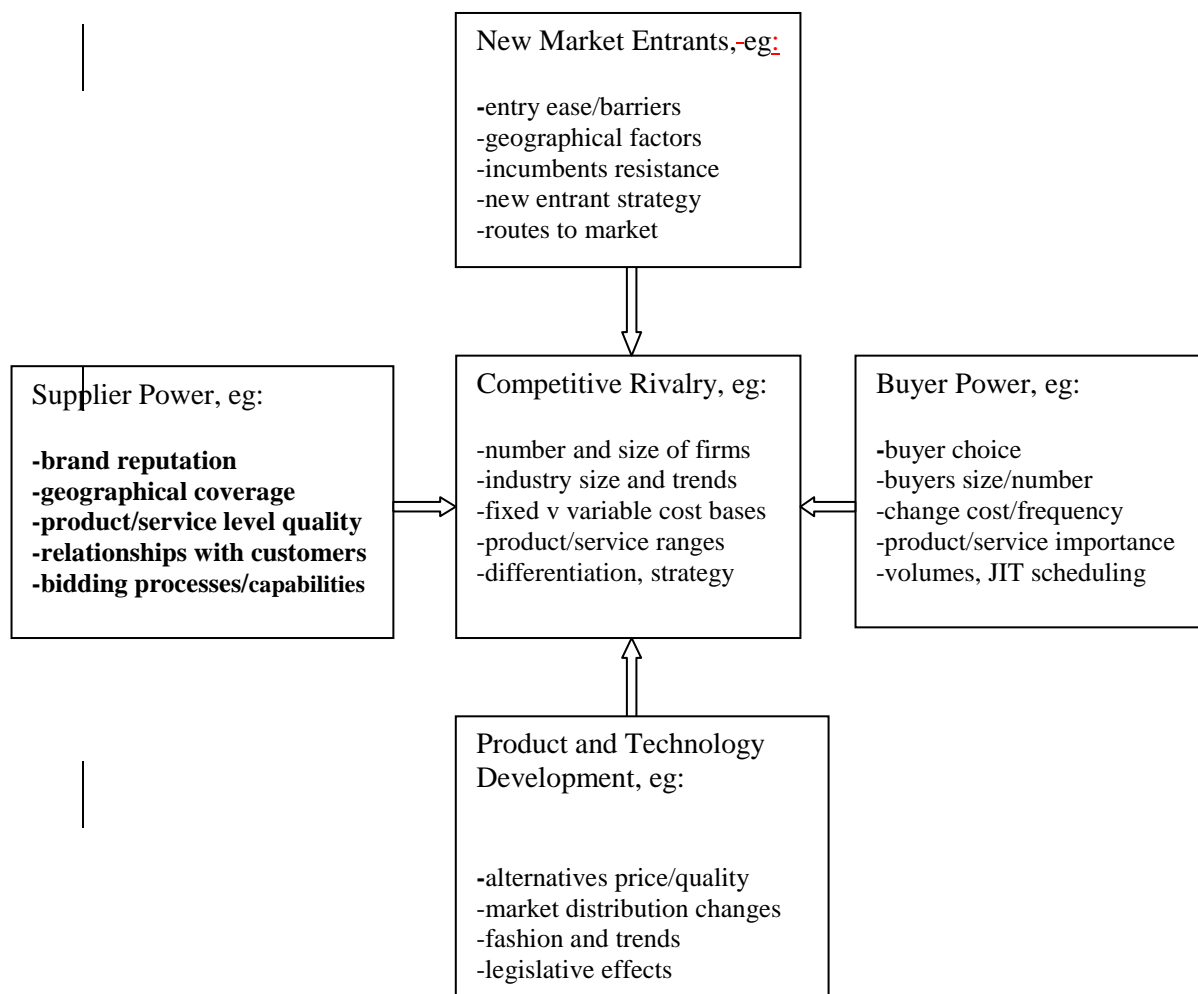 New Market Entrants, -eg:
-entry ease/barriers
-geographical factors
-incumbents resistance
-new entrant strategy
-routes to market
Supplier Power, eg:
-brand reputation
-geographical coverage
-product/service level quality
-relationships with customers
-bidding processes/capabilities
Competitive Rivalry, eg:
-number and size of firms
-industry size and trends
-fixed v variable cost bases
-product/service ranges
-differentiation, strategy
Buyer Power, eg:
-buyer choice
-buyers size/number
-change cost/frequency
-product/service importance
-volumes, JIT scheduling
Product and Technology
Development, eg:
-alternatives price/quality
-market distribution changes
-fashion and trends
-legislative effects